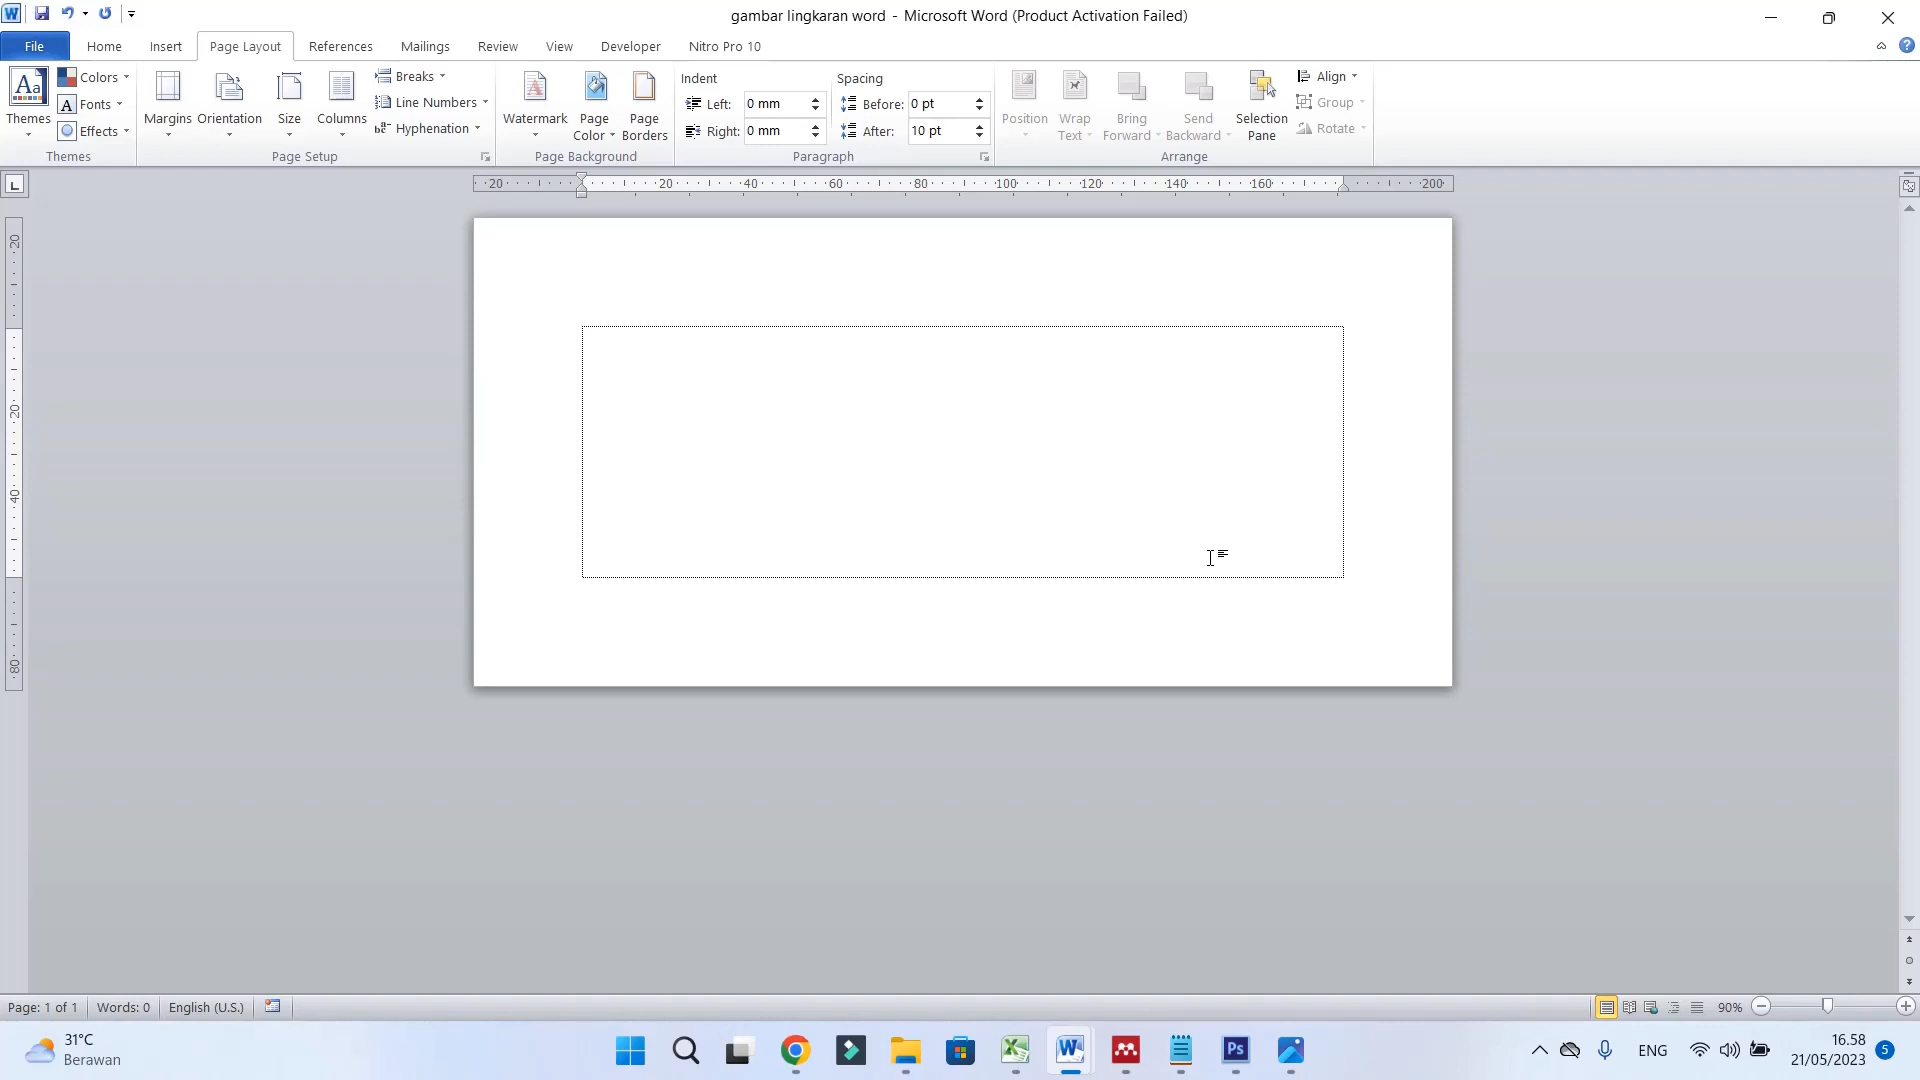 gambar lingkaran word - Microsoft Word (Product Activation Failed)
File Home Insert Page Layout References Mailings Review View Developer Nitro Pro 10
Colors Fonts Effects Themes
Themes
Margins Orientation Size Columns
Breaks
Line Numbers
Hyphenation
Page Setup
Watermark Page Color Page Borders
Page Background
Indent
Left: 0 mm
Right: 0 mm
Spacing
Before: 0 pt
After: 10 pt
Paragraph
Position Wrap Text Bring Forward Send Backward Selection Pane
Align
Group
Rotate
Arrange
20 20 40 60 80 100 120 140 160 200
20
20
40
80
Page: 1 of 1 Words: 0 English (U.S.) 90%
31°C
Berawan
ENG
16.58
21/05/2023
5